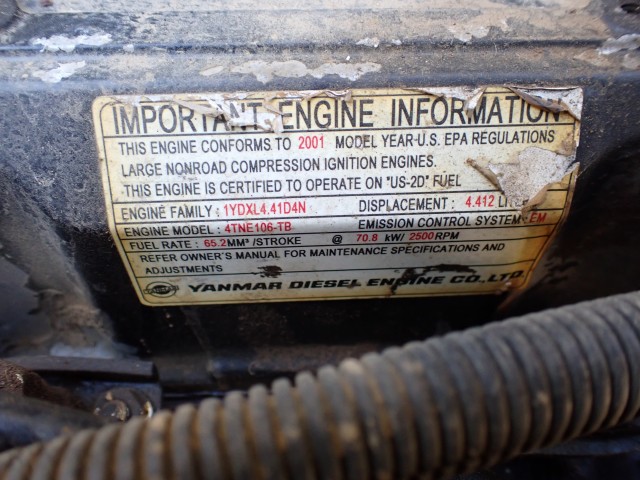 IMPORTANT ENGINE INFORMATION
THIS ENGINE CONFORMS TO 2001 MODEL YEAR U.S. EPA REGULATIONS
LARGE NONROAD COMPRESSION IGNITION ENGINES.
THIS ENGINE IS CERTIFIED TO OPERATE ON "US-2D" FUEL
ENGINE FAMILY : 1YDXL4.41D4N DISPLACEMENT : 4.412
ENGINE MODEL : 4TNE106-TB EMISSION CONTROL SYSTEM : EM
FUEL RATE : 65.2MM³ /STROKE @ 70.8 kW/ 2500RPM
REFER OWNER'S MANUAL FOR MAINTENANCE SPECIFICATIONS AND
ADJUSTMENTS
YANMAR DIESEL ENGINE CO.,LTD.